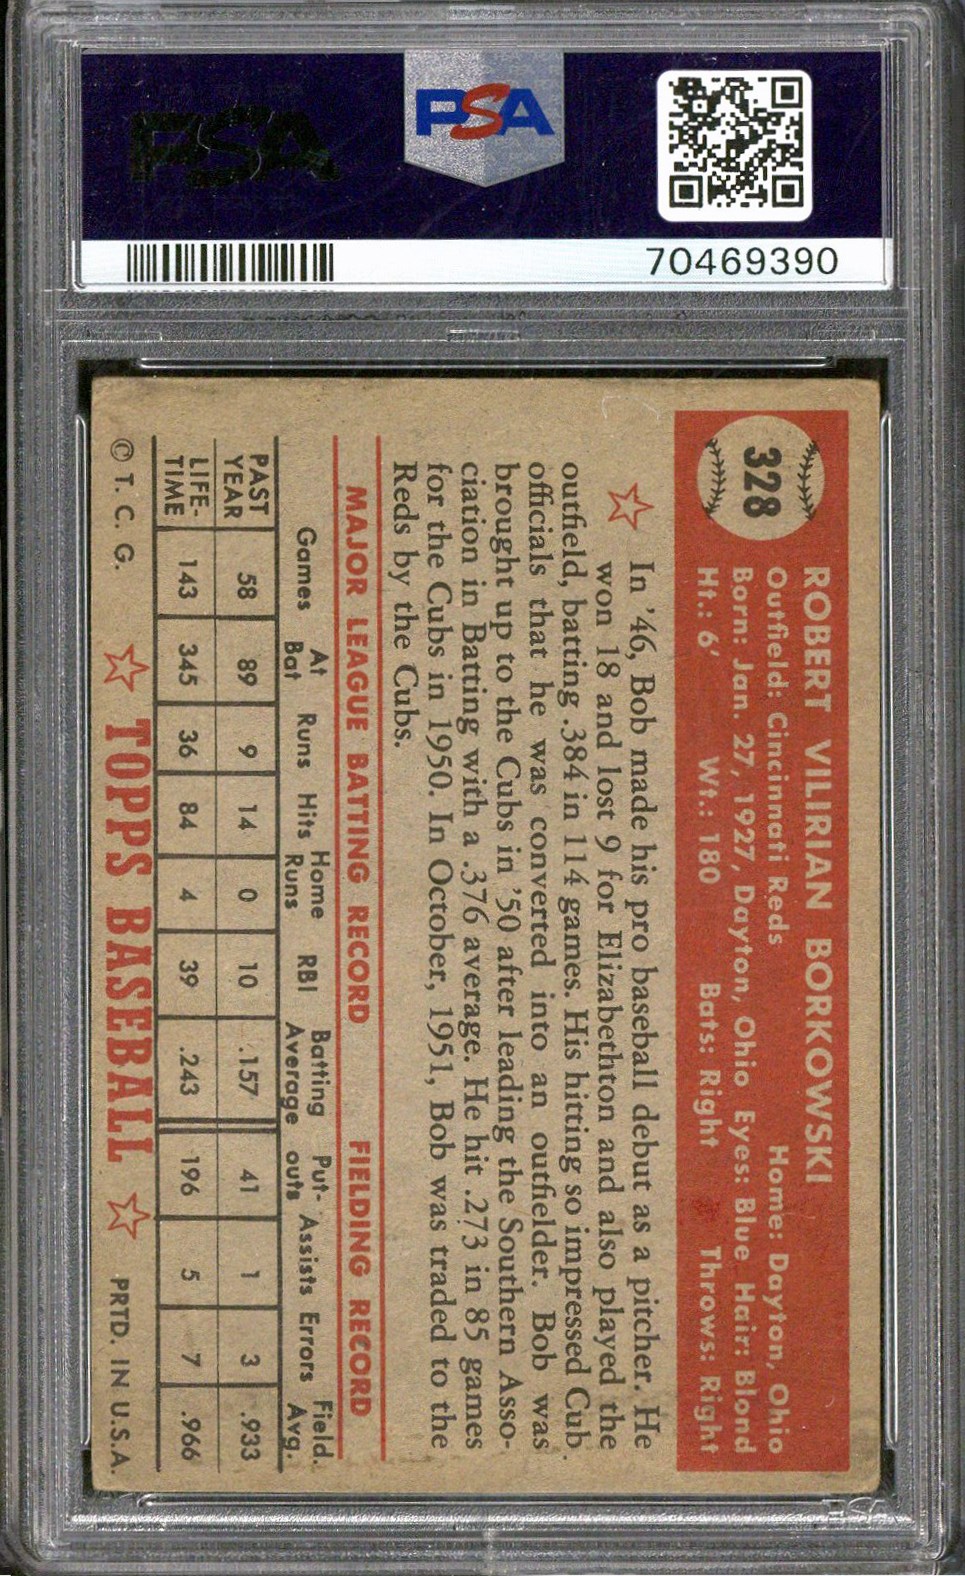 PSA
PSA
70469390
328
ROBERT VILIRIAN BORKOWSKI
Outfield: Cincinnati Reds Home: Dayton, Ohio
Born: Jan. 27, 1927, Dayton, Ohio Eyes: Blue Hair: Blond
Ht.: 6' Wt.: 180 Bats: Right Throws: Right
In '46, Bob made his pro baseball debut as a pitcher. He
won 18 and lost 9 for Elizabethton and also played the
outfield, batting .384 in 114 games. His hitting so impressed Cub
officials that he was converted into an outfielder. Bob was
brought up to the Cubs in '50 after leading the Southern Asso-
ciation in Batting with a .376 average. He hit .273 in 85 games
for the Cubs in 1950. In October, 1951, Bob was traded to the
Reds by the Cubs.
MAJOR LEAGUE BATTING RECORD FIELDING RECORD
Games At Bat Runs Hits Home Runs RBI Batting Average Put-outs Assists Errors Field. Avg.
PAST YEAR 58 89 9 14 0 10 .157 41 1 3 .933
LIFE-TIME 143 345 36 84 4 39 .243 196 5 7 .966
© T. C. G. TOPPS BASEBALL PRTD. IN U.S.A.
PSA